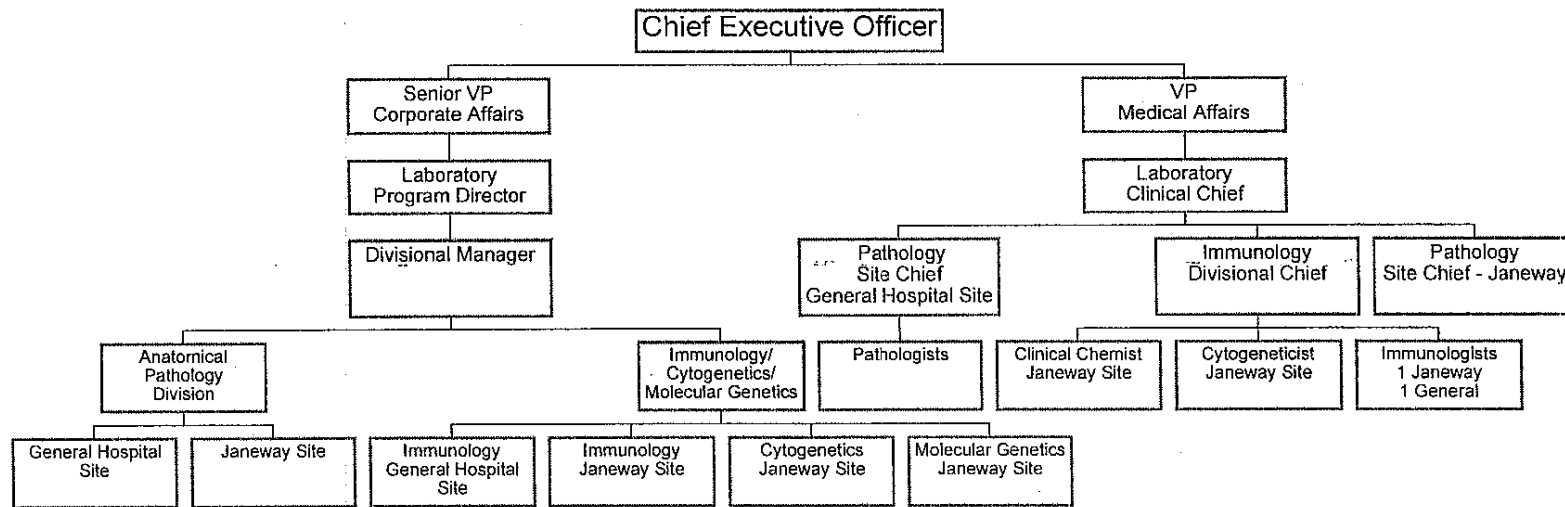 Chief Executive Officer
Senior VP
Corporate Affairs
VP
Medical Affairs
Laboratory
Program Director
Laboratory
Clinical Chief
Divisional Manager
Pathology
Site Chief
General Hospital Site
Immunology
Divisional Chief
Pathology
Site Chief - Janeway
Anatomical
Pathology
Division
Immunology/
Cytogenetics/
Molecular Genetics
Pathologists
Clinical Chemist
Janeway Site
Cytogeneticist
Janeway Site
Immunologists
1 Janeway
1 General
General Hospital
Site
Janeway Site
Immunology
General Hospital
Site
Immunology
Janeway Site
Cytogenetics
Janeway Site
Molecular Genetics
Janeway Site